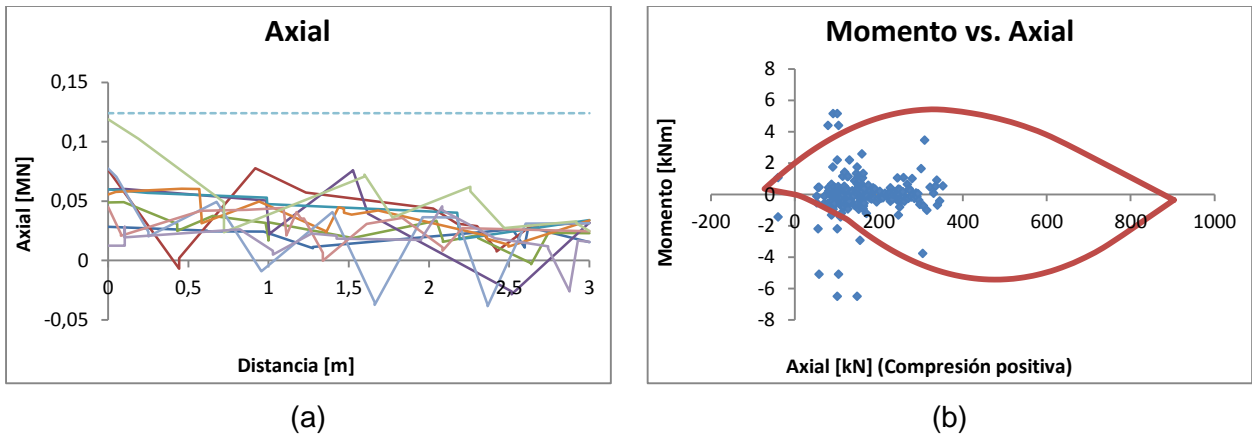 Axial
0,15
0,1
0,05
0
-0,05
0 0,5 1 1,5 2 2,5 3
Axial [MN]
Distancia [m]
(a)
Momento vs. Axial
8
6
4
2
0
-2
-4
-6
-8
-200 0 200 400 600 800 1000
Momento [kNm]
Axial [kN] (Compresión positiva)
(b)